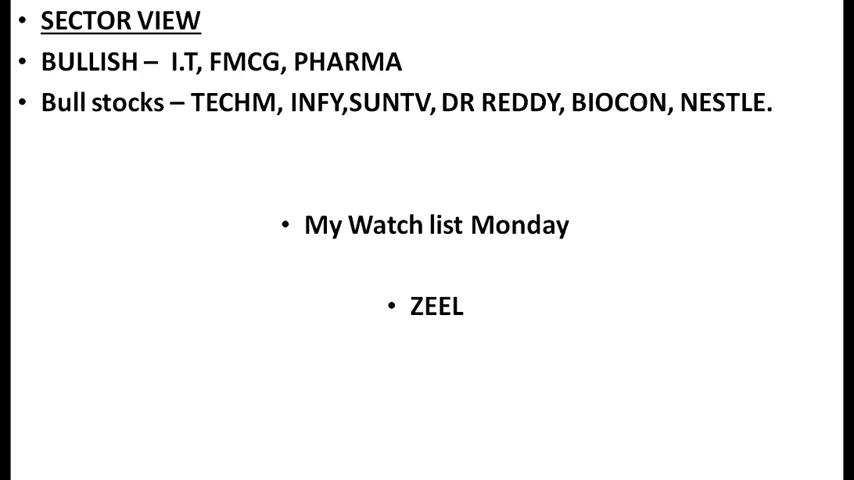 • SECTOR VIEW
• BULLISH – I.T, FMCG, PHARMA
• Bull stocks – TECHM, INFY,SUNTV, DR REDDY, BIOCON, NESTLE.
• My Watch list Monday
• ZEEL